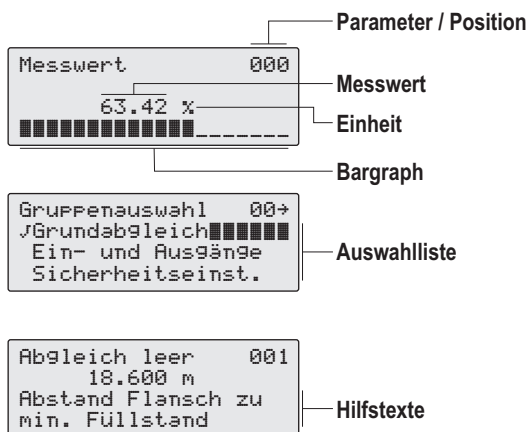 Parameter / Position
Messwert 000
Messwert
63.42 %
Einheit
Bargraph
Gruppenauswahl 00→
✓Grundabgleich
Ein- und Ausgänge
Sicherheitseinst.
Auswahlliste
Abgleich leer 001
18.600 m
Abstand Flansch zu
min. Füllstand
Hilfstexte